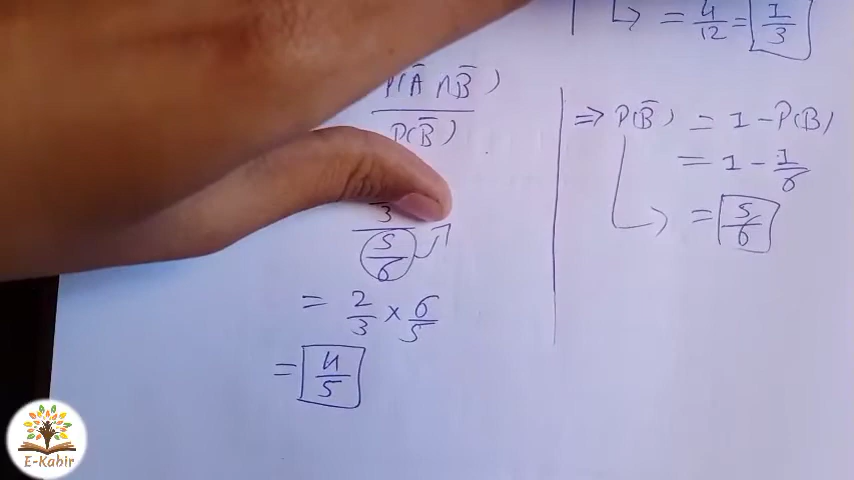 = 4/12 = 1/3
P(Ā ∩ B̄)
P(B̄)
3
5/6
= 2/3 × 6/5
= 4/5
⇒ P(B̄) = 1 - P(B)
= 1 - 1/6
= 5/6
E-Kabir